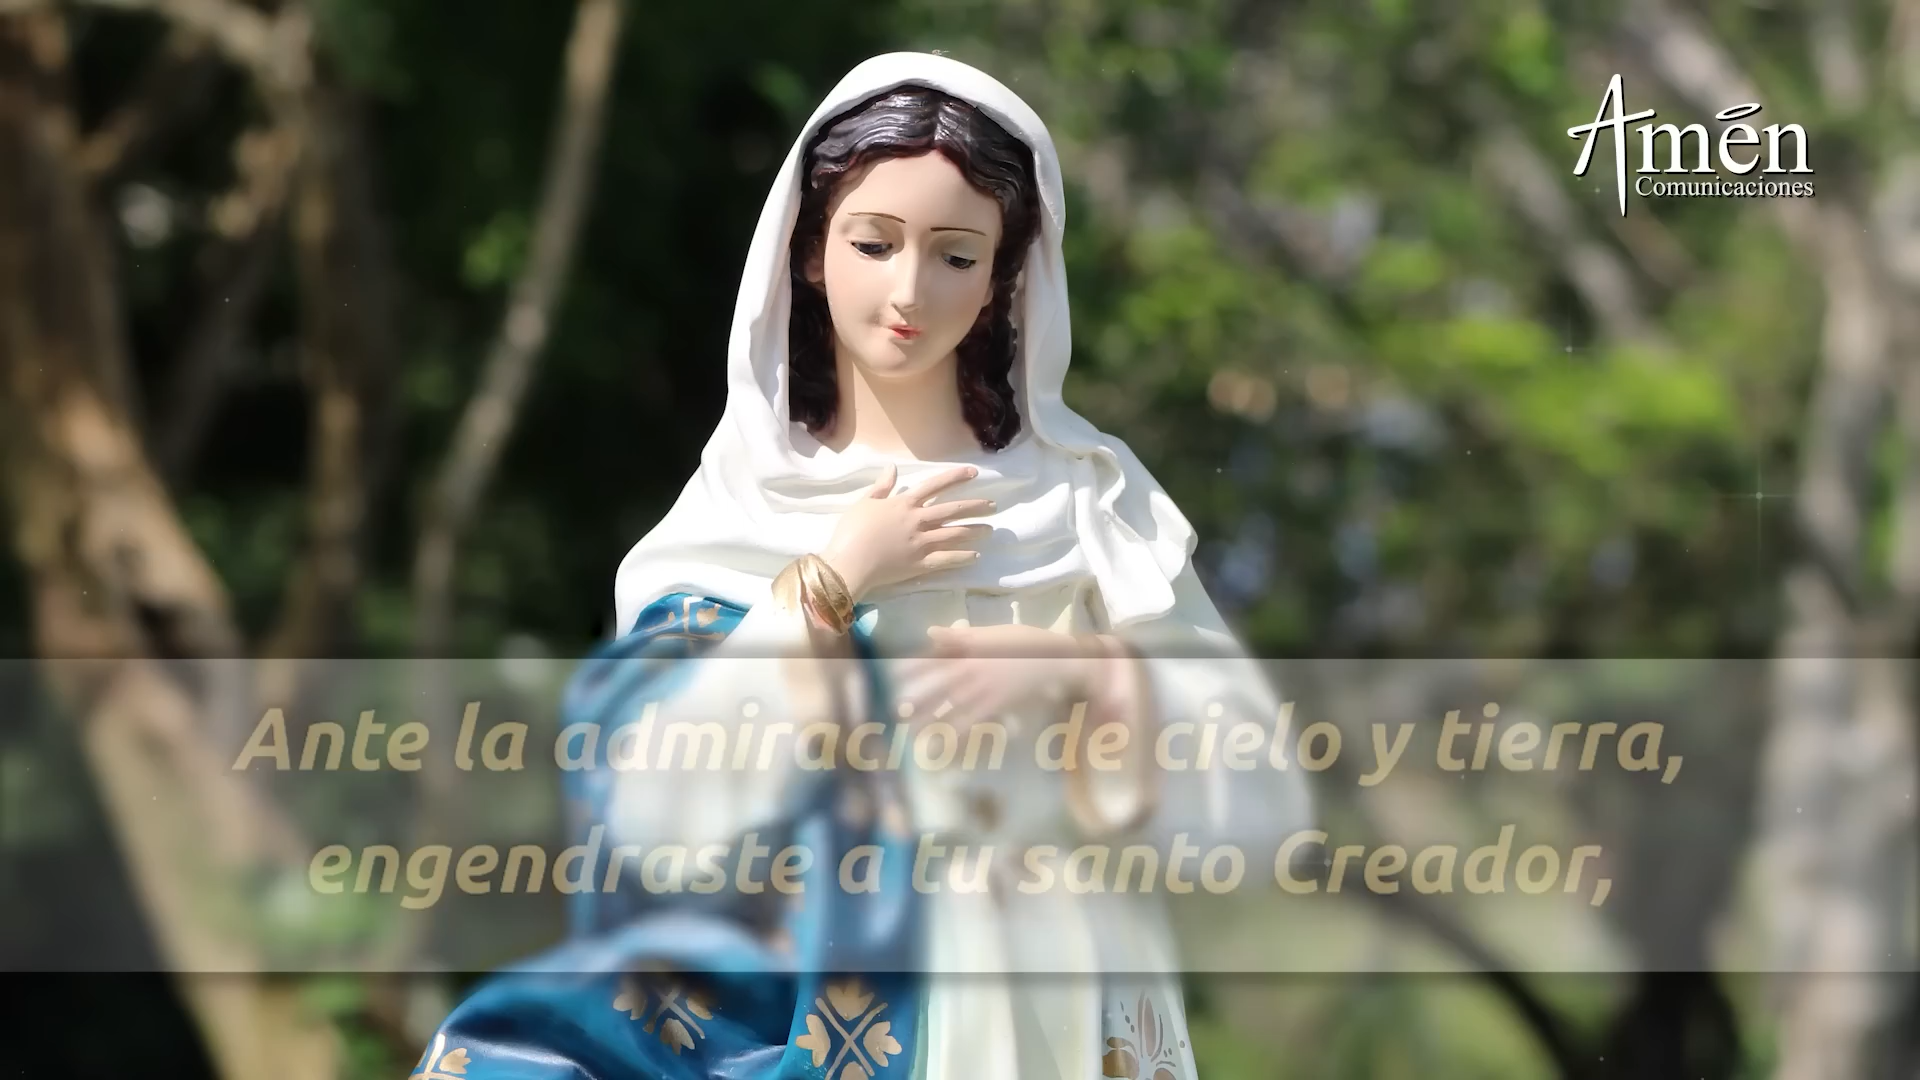 Amén
Comunicaciones
Ante la admiración de cielo y tierra,
engendraste a tu santo Creador,